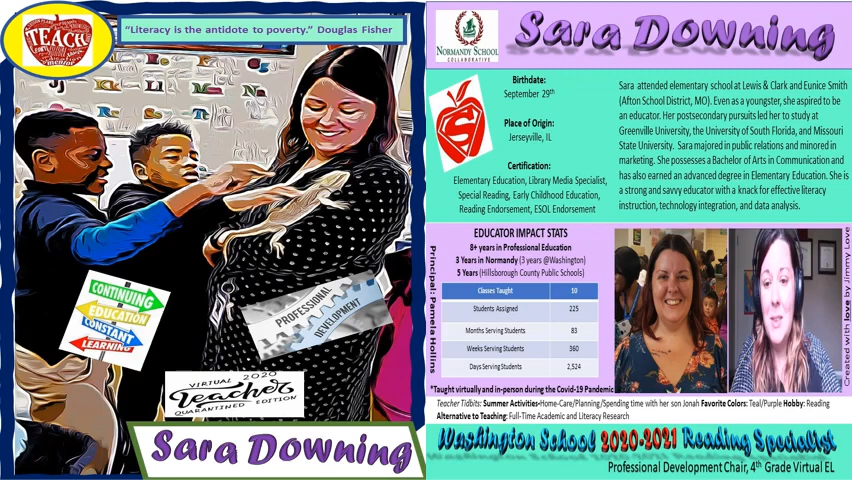 TEACH
mentor
"Literacy is the antidote to poverty." Douglas Fisher
CONTINUING
EDUCATION
CONSTANT
LEARNING
PROFESSIONAL
DEVELOPMENT
VIRTUAL 2020
Teacher
QUARANTINED EDITION
Sara Downing
NORMANDY SCHOOL
COLLABORATIVE
Sara Downing
Birthdate:
September 29th
Place of Origin:
Jerseyville, IL
Certification:
Elementary Education, Library Media Specialist,
Special Reading, Early Childhood Education,
Reading Endorsement, ESOL Endorsement
S
Sara attended elementary school at Lewis & Clark and Eunice Smith
(Afton School District, MO). Even as a youngster, she aspired to be
an educator. Her postsecondary pursuits led her to study at
Greenville University, the University of South Florida, and Missouri
State University. Sara majored in public relations and minored in
marketing. She possesses a Bachelor of Arts in Communication and
has also earned an advanced degree in Elementary Education. She is
a strong and savvy educator with a knack for effective literacy
instruction, technology integration, and data analysis.
Principal: Pamela Hollins
EDUCATOR IMPACT STATS
8+ years in Professional Education
3 Years in Normandy (3 years @Washington)
5 Years (Hillsborough County Public Schools)
Classes Taught 10
Students Assigned 225
Months Serving Students 83
Weeks Serving Students 360
Days Serving Students 2,524
*Taught virtually and in-person during the Covid-19 Pandemic
Created with love by Jimmy Love
Teacher Tidbits: Summer Activities-Home-Care/Planning/Spending time with her son Jonah Favorite Colors: Teal/Purple Hobby: Reading
Alternative to Teaching: Full-Time Academic and Literacy Research
Washington School 2020-2021 Reading Specialist
Professional Development Chair, 4th Grade Virtual EL